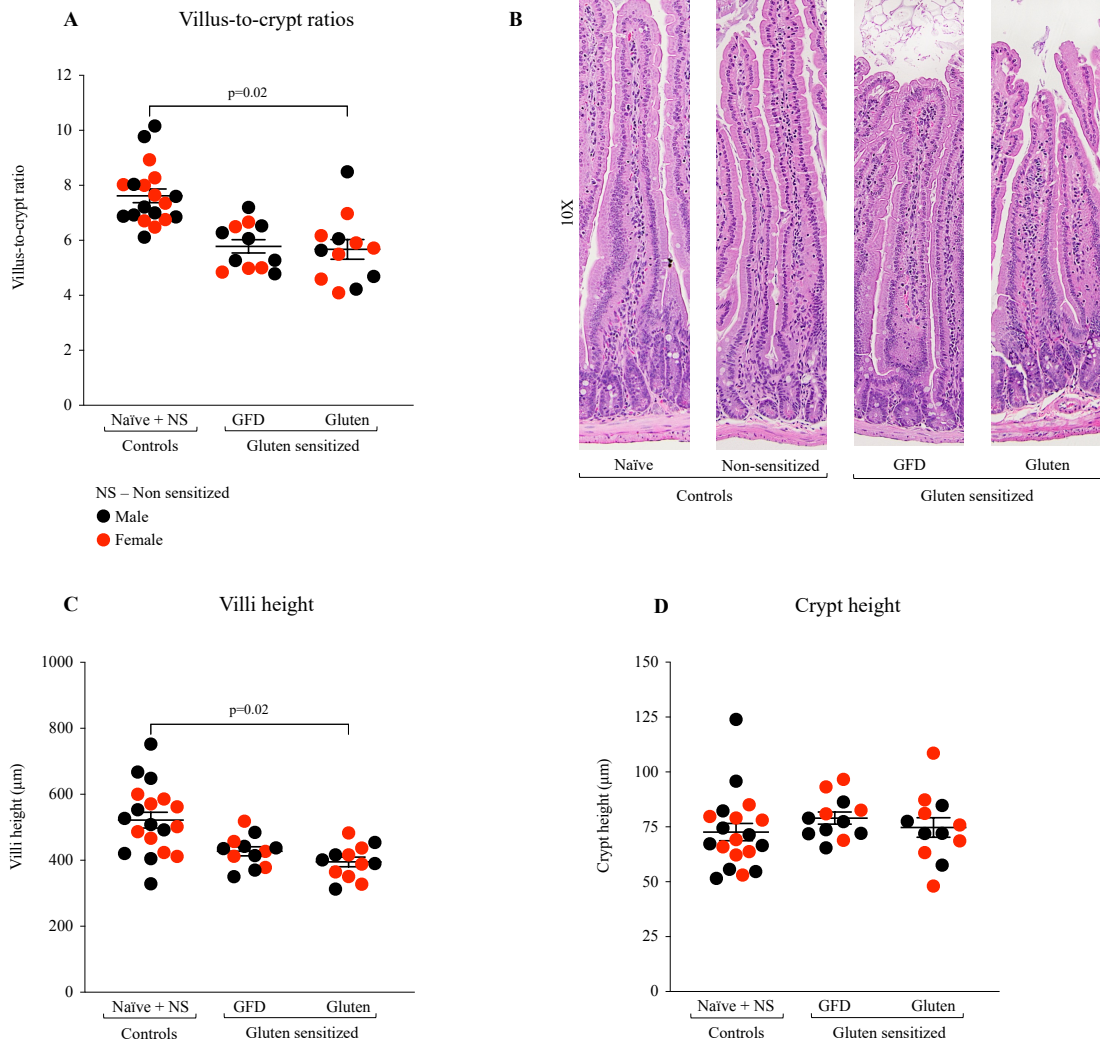 A Villus-to-crypt ratios
p=0.02
Villus-to-crypt ratio
12
10
8
6
4
2
0
Naïve + NS GFD Gluten
Controls Gluten sensitized
NS – Non sensitized
Male
Female
B
10X
Naïve Non-sensitized GFD Gluten
Controls Gluten sensitized
C Villi height
p=0.02
Villi height (μm)
1000
800
600
400
200
0
Naïve + NS GFD Gluten
Controls Gluten sensitized
D Crypt height
Crypt height (μm)
150
125
100
75
50
25
0
Naïve + NS GFD Gluten
Controls Gluten sensitized